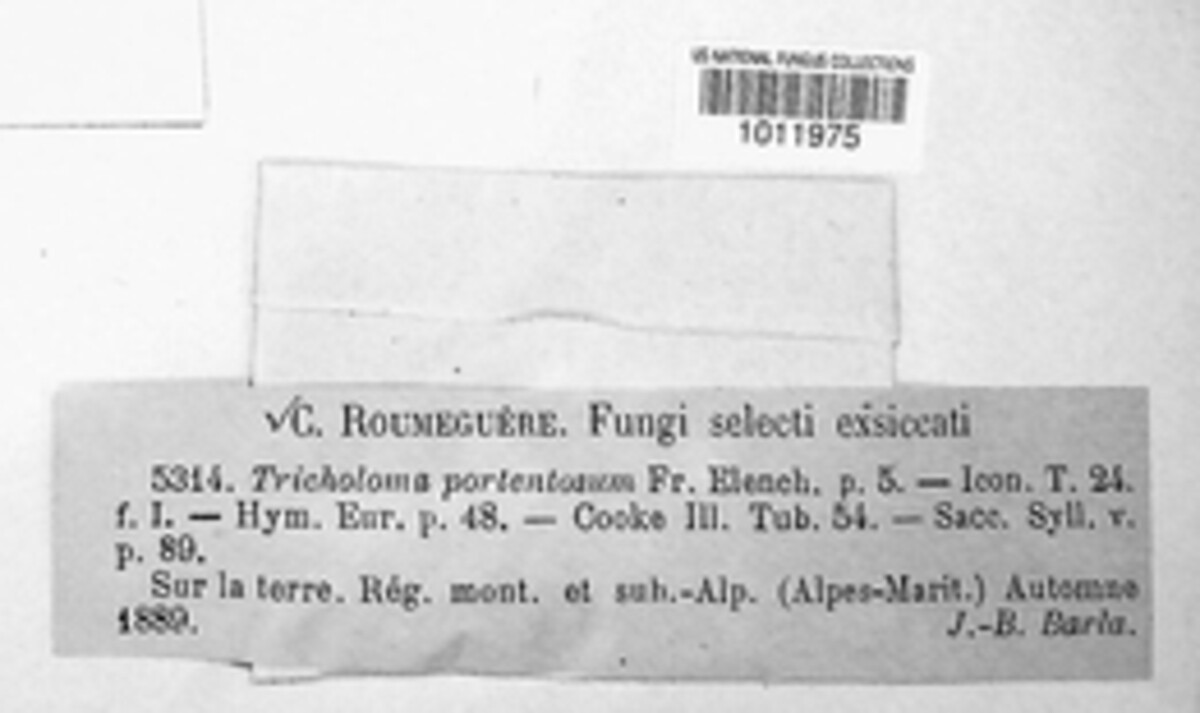 US NATIONAL FUNGUS COLLECTIONS
1011975
√C. ROUMEGUÈRE. Fungi selecti exsiccati
5314. Tricholoma portentosum Fr. Elench. p. 5. — Icon. T. 24.
f. I. — Hym. Eur. p. 48. — Cooke Ill. Tub. 54. — Sacc. Syll. v.
p. 89.
Sur la terre. Rég. mont. et sub.-Alp. (Alpes-Marit.) Automne
1889. J.-B. Barla.